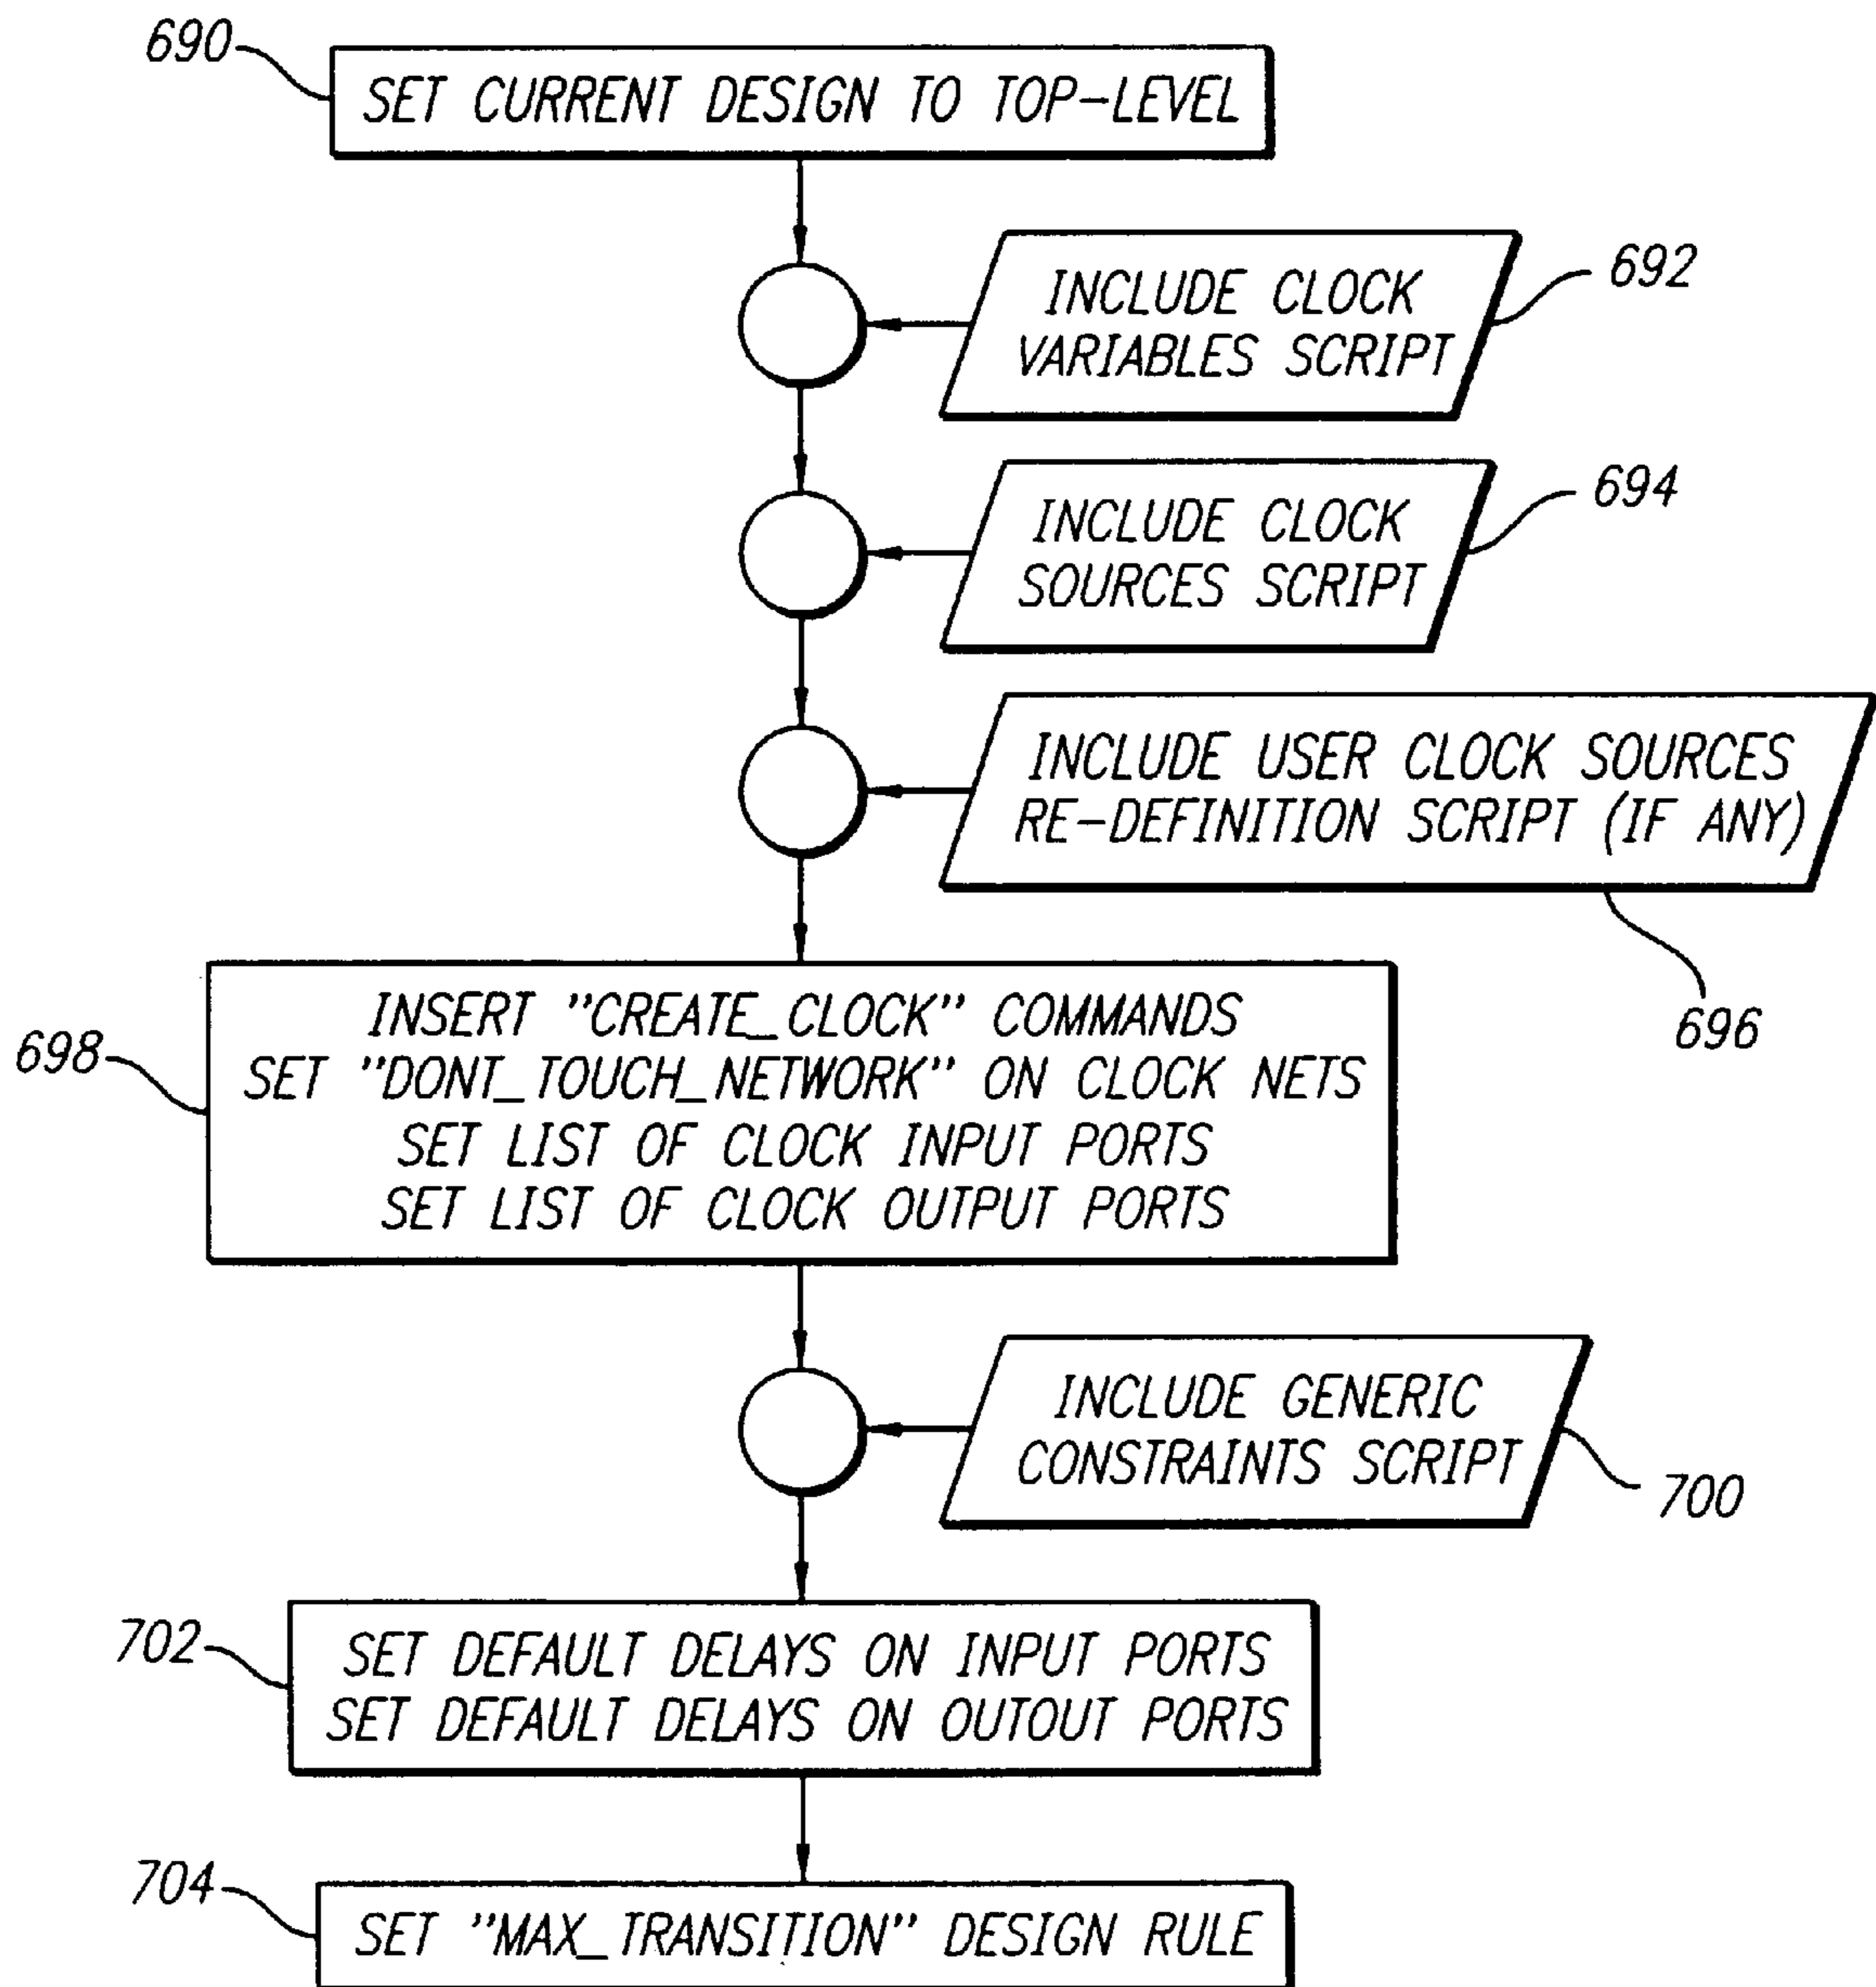 690
SET CURRENT DESIGN TO TOP-LEVEL
INCLUDE CLOCK
VARIABLES SCRIPT
692
INCLUDE CLOCK
SOURCES SCRIPT
694
INCLUDE USER CLOCK SOURCES
RE-DEFINITION SCRIPT (IF ANY)
696
698
INSERT "CREATE_CLOCK" COMMANDS
SET "DONT_TOUCH_NETWORK" ON CLOCK NETS
SET LIST OF CLOCK INPUT PORTS
SET LIST OF CLOCK OUTPUT PORTS
INCLUDE GENERIC
CONSTRAINTS SCRIPT
700
702
SET DEFAULT DELAYS ON INPUT PORTS
SET DEFAULT DELAYS ON OUTOUT PORTS
704
SET "MAX_TRANSITION" DESIGN RULE